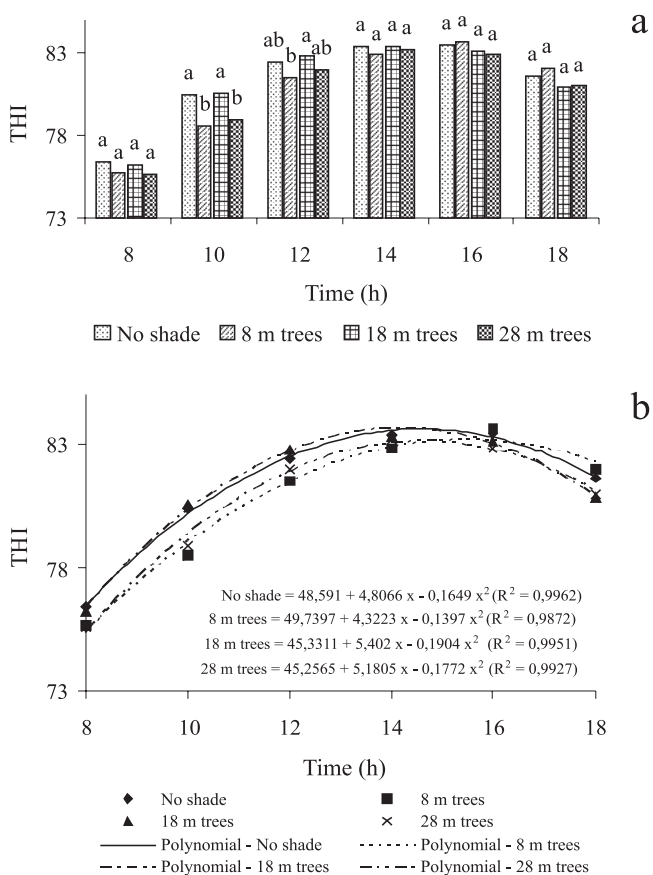 a
THI
83
78
73
a a a a
a b a b
ab b a ab
a a a a
a a a a
a a a a
8 10 12 14 16 18
Time (h)
No shade 8 m trees 18 m trees 28 m trees
b
THI
83
78
73
No shade = 48,591 + 4,8066 x - 0,1649 x² (R² = 0,9962)
8 m trees = 49,7397 + 4,3223 x - 0,1397 x² (R² = 0,9872)
18 m trees = 45,3311 + 5,402 x - 0,1904 x² (R² = 0,9951)
28 m trees = 45,2565 + 5,1805 x - 0,1772 x² (R² = 0,9927)
8 10 12 14 16 18
Time (h)
No shade 8 m trees
18 m trees 28 m trees
Polynomial - No shade Polynomial - 8 m trees
Polynomial - 18 m trees Polynomial - 28 m trees